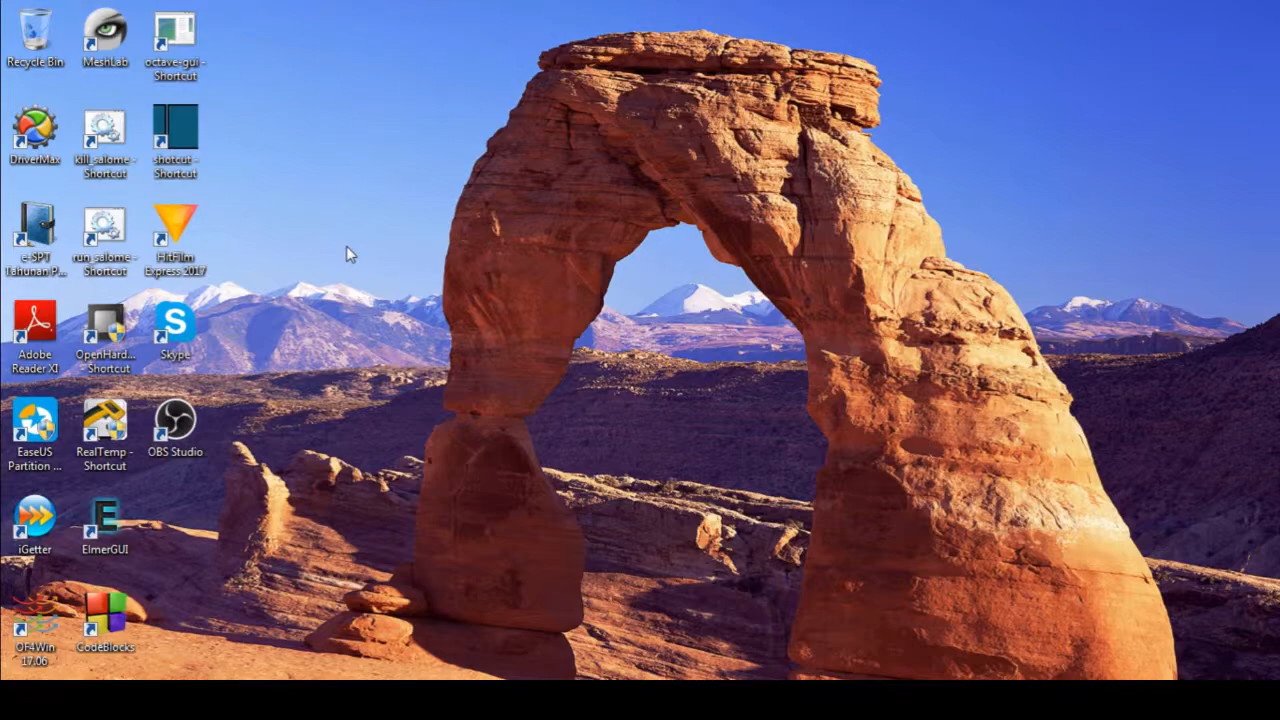 Recycle Bin
MeshLab
octave-gui -
Shortcut
DriverMax
kill_salome -
Shortcut
shotcut -
Shortcut
e-SPT
Tahunan P...
run_salome -
Shortcut
HitFilm
Express 2017
Adobe
Reader XI
OpenHard...
- Shortcut
Skype
EaseUS
Partition ...
RealTemp -
Shortcut
OBS Studio
iGetter
ElmerGUI
OF4Win
17.06
CodeBlocks